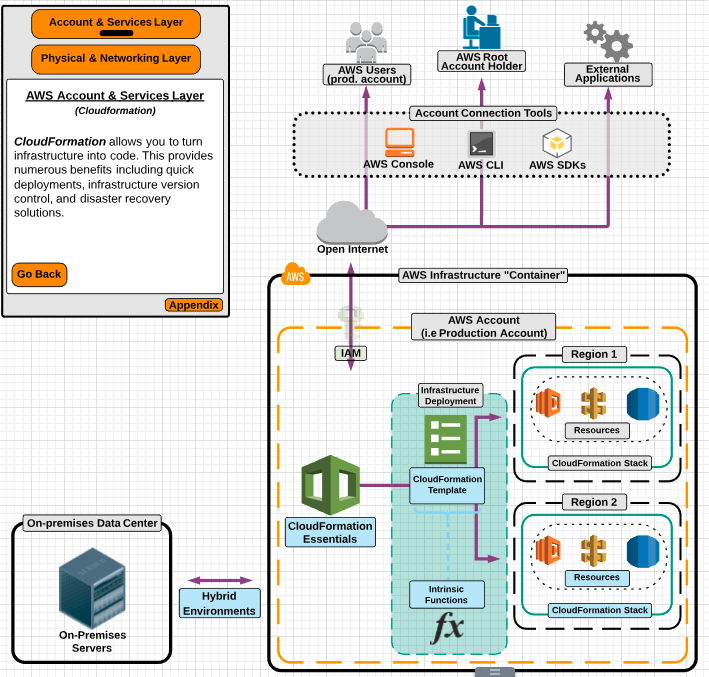 Account & Services Layer
Physical & Networking Layer
AWS Account & Services Layer
(Cloudformation)
CloudFormation allows you to turn
infrastructure into code. This provides
numerous benefits including quick
deployments, infrastructure version
control, and disaster recovery
solutions.
Go Back
Appendix
AWS Users
(prod. account)
AWS Root
Account Holder
External
Applications
Account Connection Tools
AWS Console
AWS CLI
AWS SDKs
Open Internet
AWS
AWS Infrastructure "Container"
AWS Account
(i.e Production Account)
IAM
Infrastructure
Deployment
CloudFormation
Template
CloudFormation
Essentials
Intrinsic
Functions
fx
Region 1
Resources
CloudFormation Stack
Region 2
Resources
CloudFormation Stack
On-premises Data Center
On-Premises
Servers
Hybrid
Environments